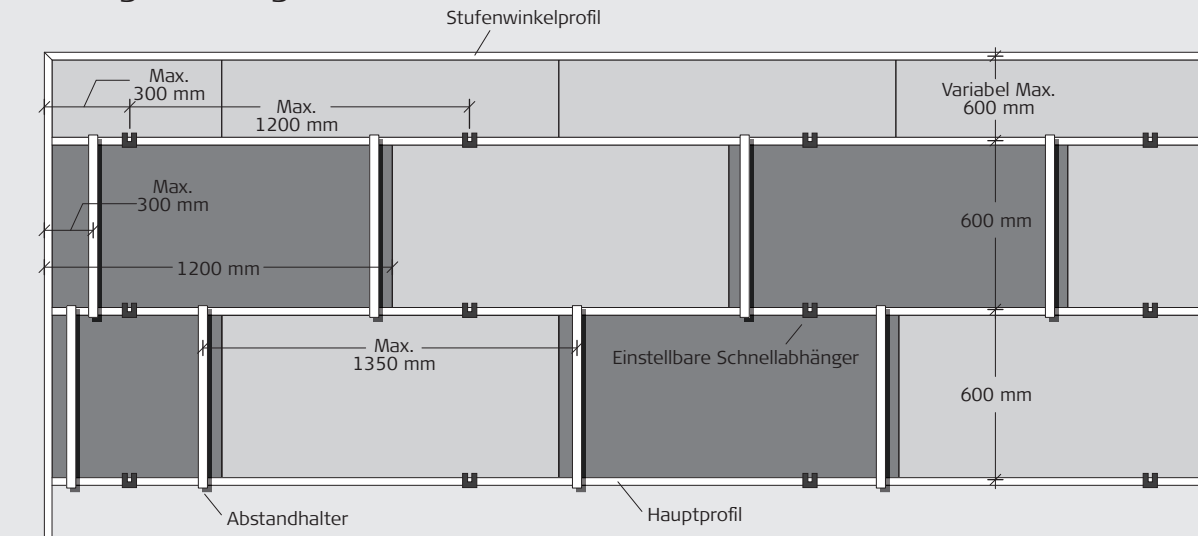 Stufenwinkelprofil
Max.
300 mm
Max.
1200 mm
Variabel Max.
600 mm
Max.
300 mm
600 mm
1200 mm
Max.
1350 mm
Einstellbare Schnellabhänger
600 mm
Abstandhalter
Hauptprofil